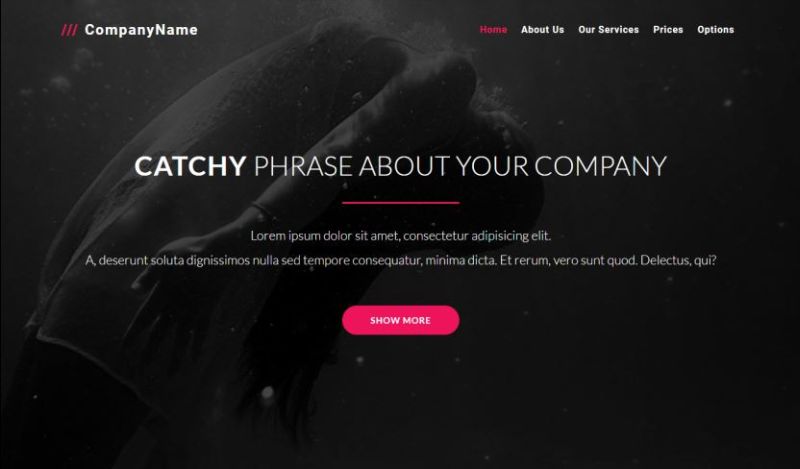 /// CompanyName
Home About Us Our Services Prices Options
CATCHY PHRASE ABOUT YOUR COMPANY
Lorem ipsum dolor sit amet, consectetur adipisicing elit.
A, deserunt soluta dignissimos nulla sed tempore consequatur, minima dicta. Et rerum, vero sunt quod. Delectus, qui?
SHOW MORE